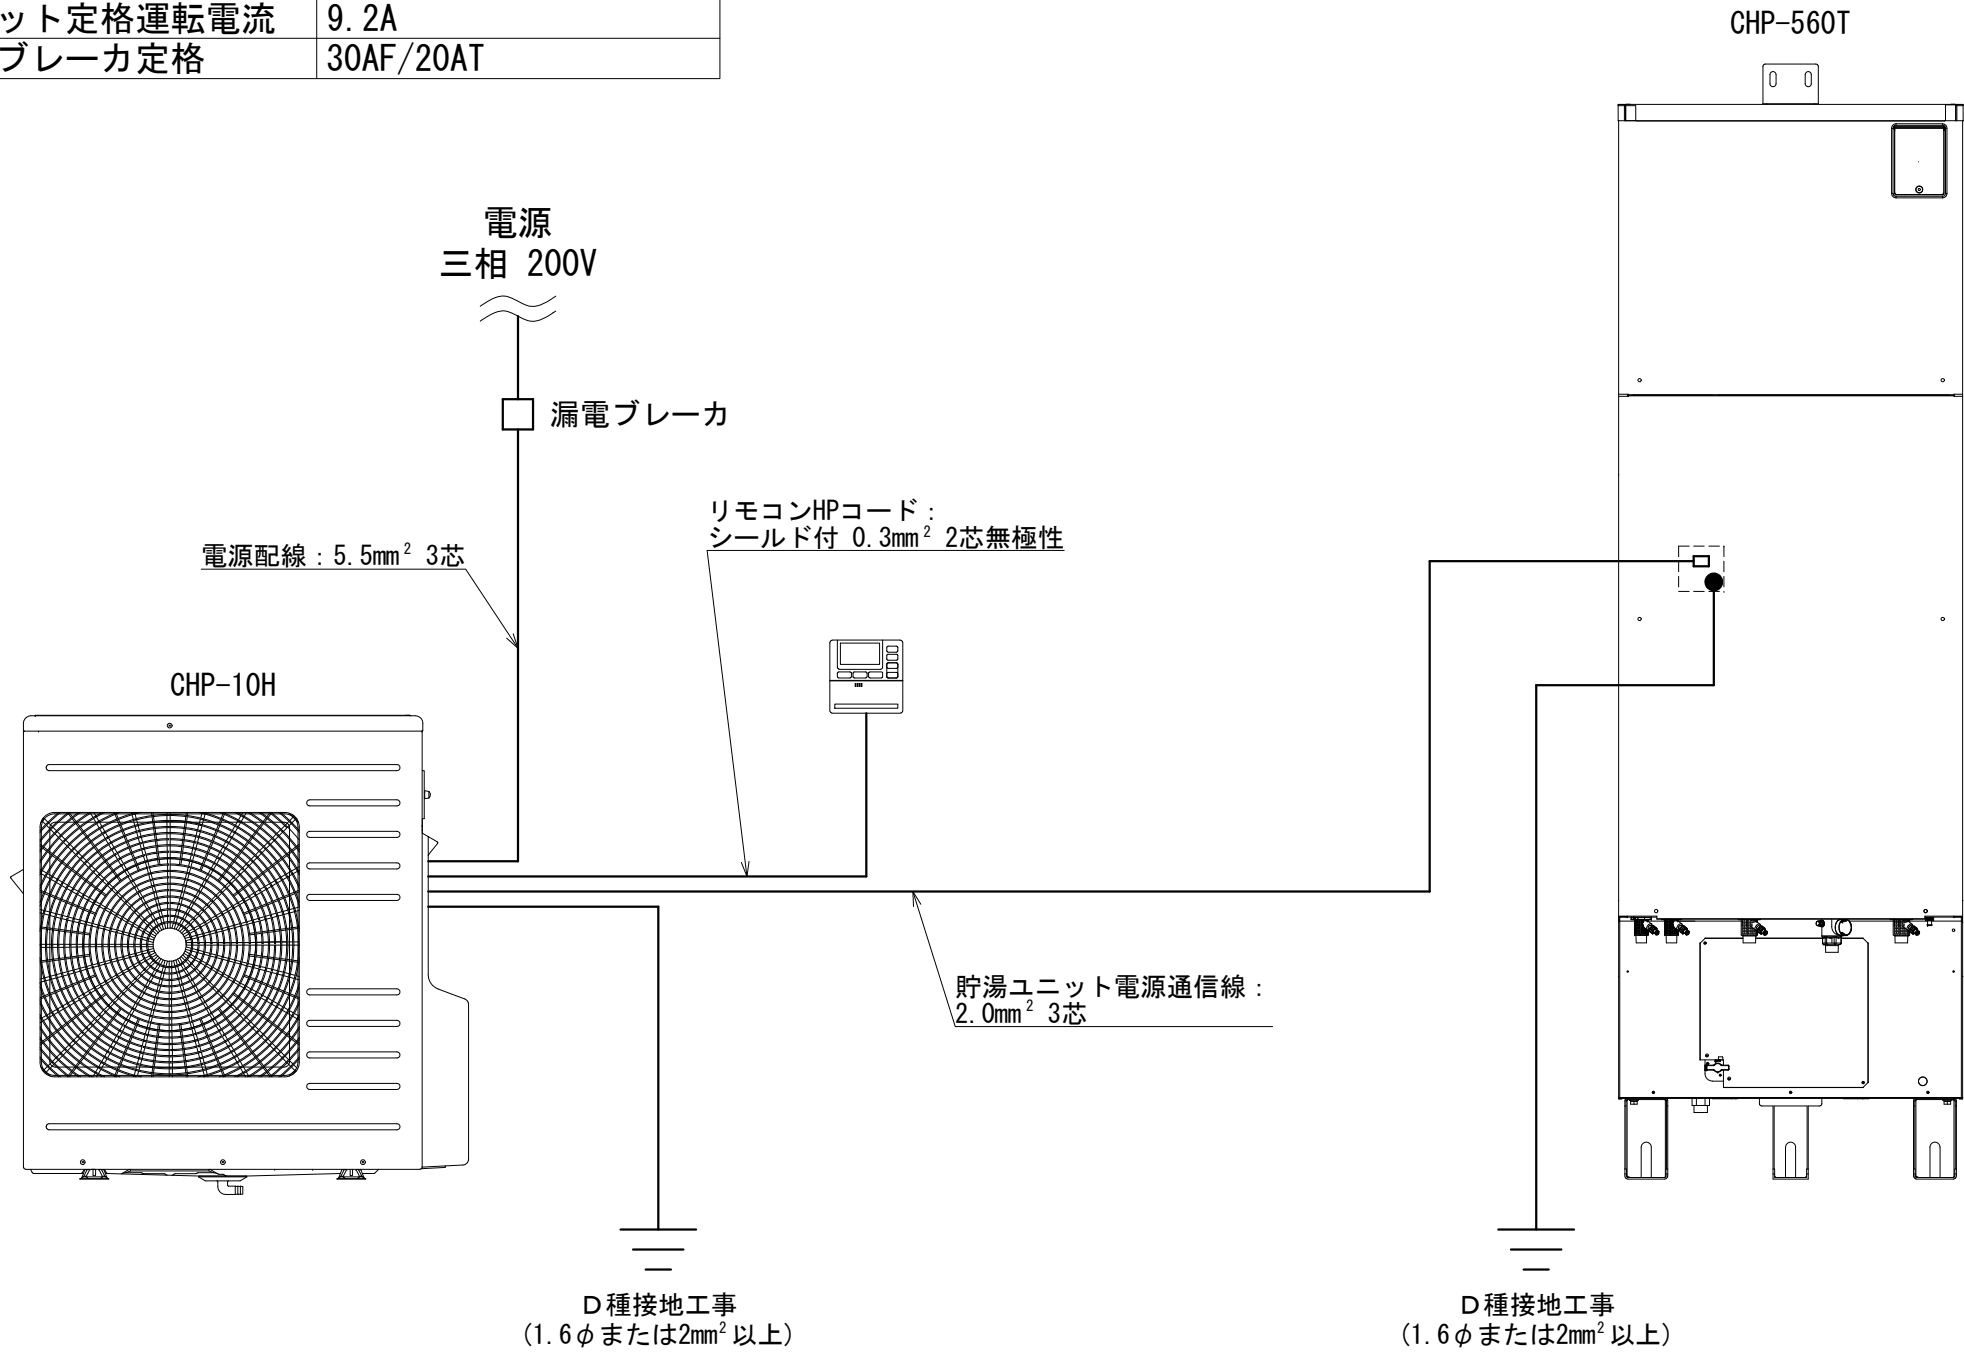 ット定格運転電流 9.2A
ブレーカ定格 30AF/20AT
CHP-560T
電源
三相 200V
漏電ブレーカ
リモコンHPコード：
シールド付 0.3mm² 2芯無極性
電源配線：5.5mm² 3芯
CHP-10H
貯湯ユニット電源通信線：
2.0mm² 3芯
D種接地工事
(1.6φまたは2mm²以上)
D種接地工事
(1.6φまたは2mm²以上)